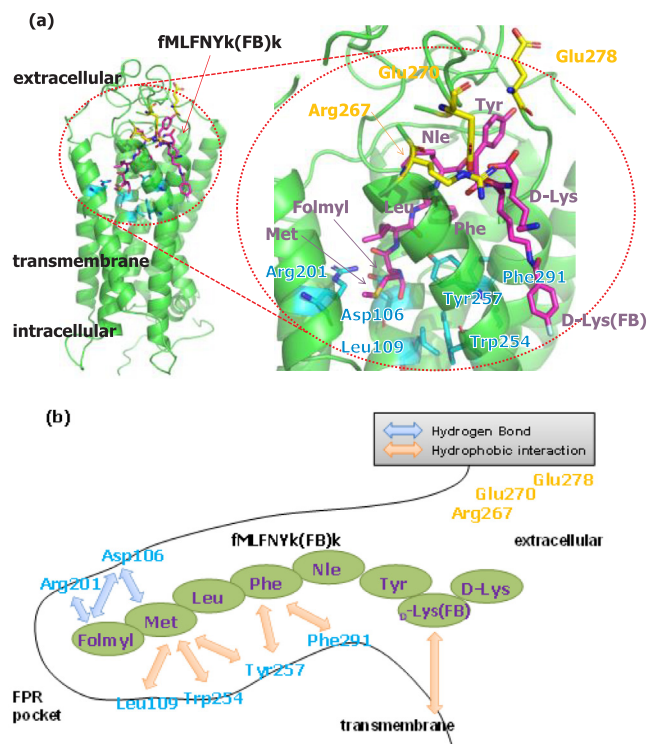 (a)
fMLFNYk(FB)k
extracellular
transmembrane
intracellular
Glu278
Glu270
Arg267
Tyr
Nle
Folmyl
Leu
D-Lys
Met
Phe
Arg201
Phe291
Tyr257
Asp106
D-Lys(FB)
Leu109
Trp254
(b)
Hydrogen Bond
Hydrophobic interaction
Glu278
Glu270
Arg267
fMLFNYk(FB)k
extracellular
Asp106
Arg201
Nle
Phe
Tyr
Leu
D-Lys
Met
D-Lys(FB)
Folmyl
Phe291
Tyr257
Trp254
Leu109
FPR
pocket
transmembrane